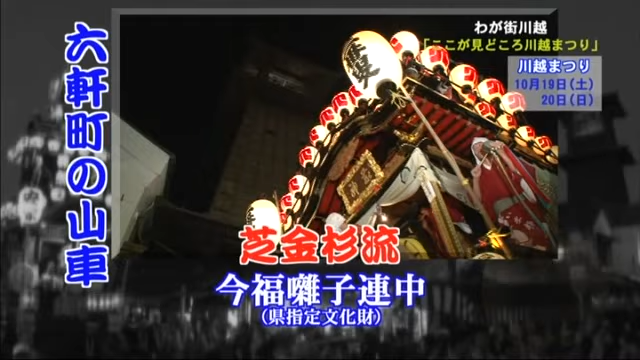 わが街川越
「ここが見どころ川越まつり」
川越まつり
10月19日(土)
20日(日)
六軒町の山車
芝金杉流
今福囃子連中
(県指定文化財)